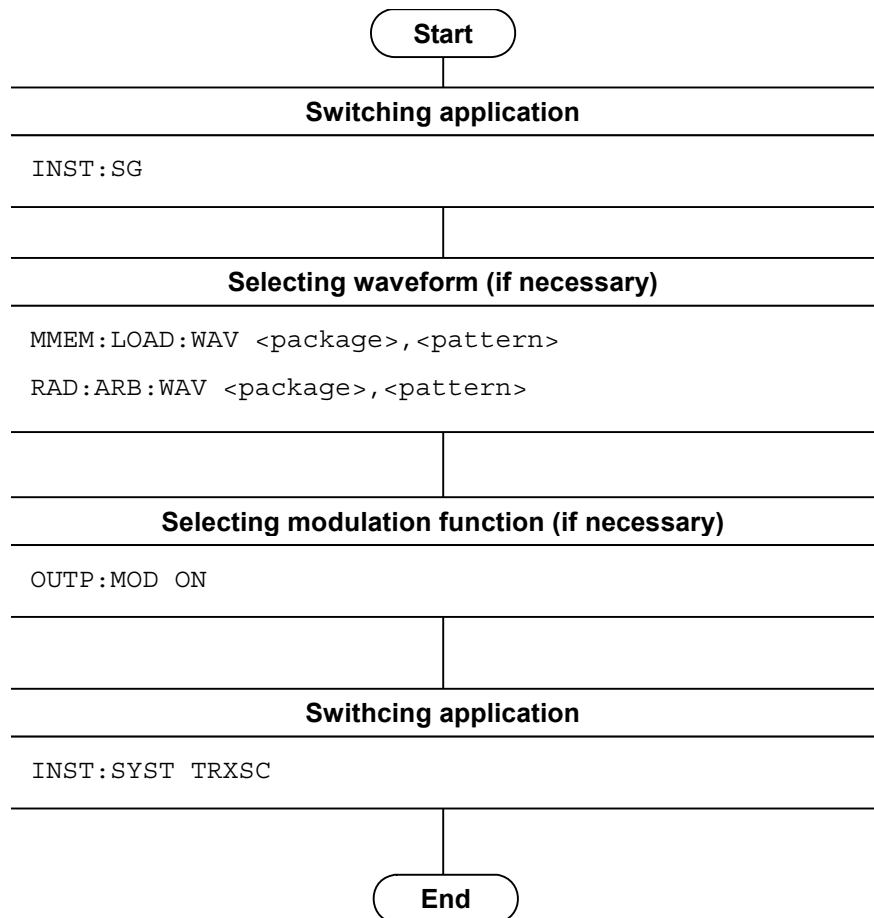 Start
Switching application
INST:SG
Selecting waveform (if necessary)
MMEM:LOAD:WAV <package>,<pattern>
RAD:ARB:WAV <package>,<pattern>
Selecting modulation function (if necessary)
OUTP:MOD ON
Swithcing application
INST:SYST TRXSC
End